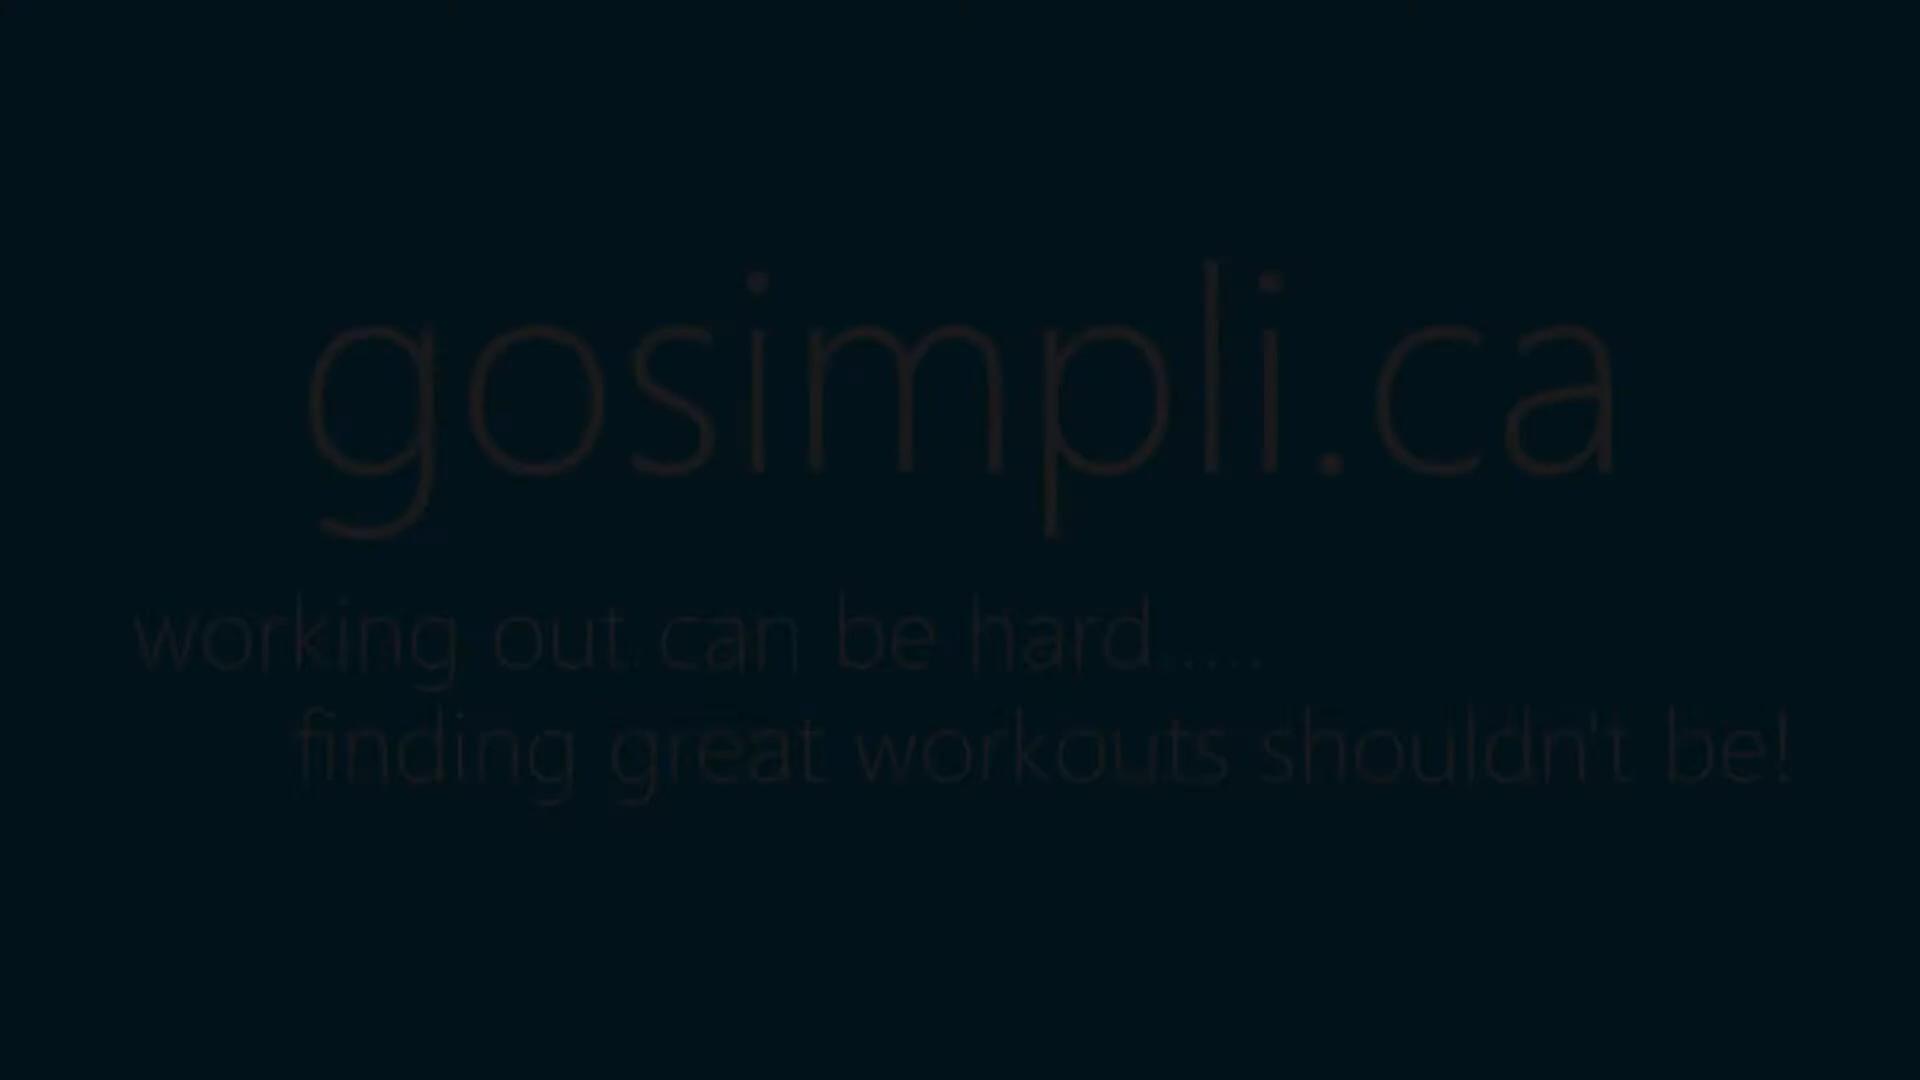 gosimpli.ca
working out can be hard.....
finding great workouts shouldn't be!